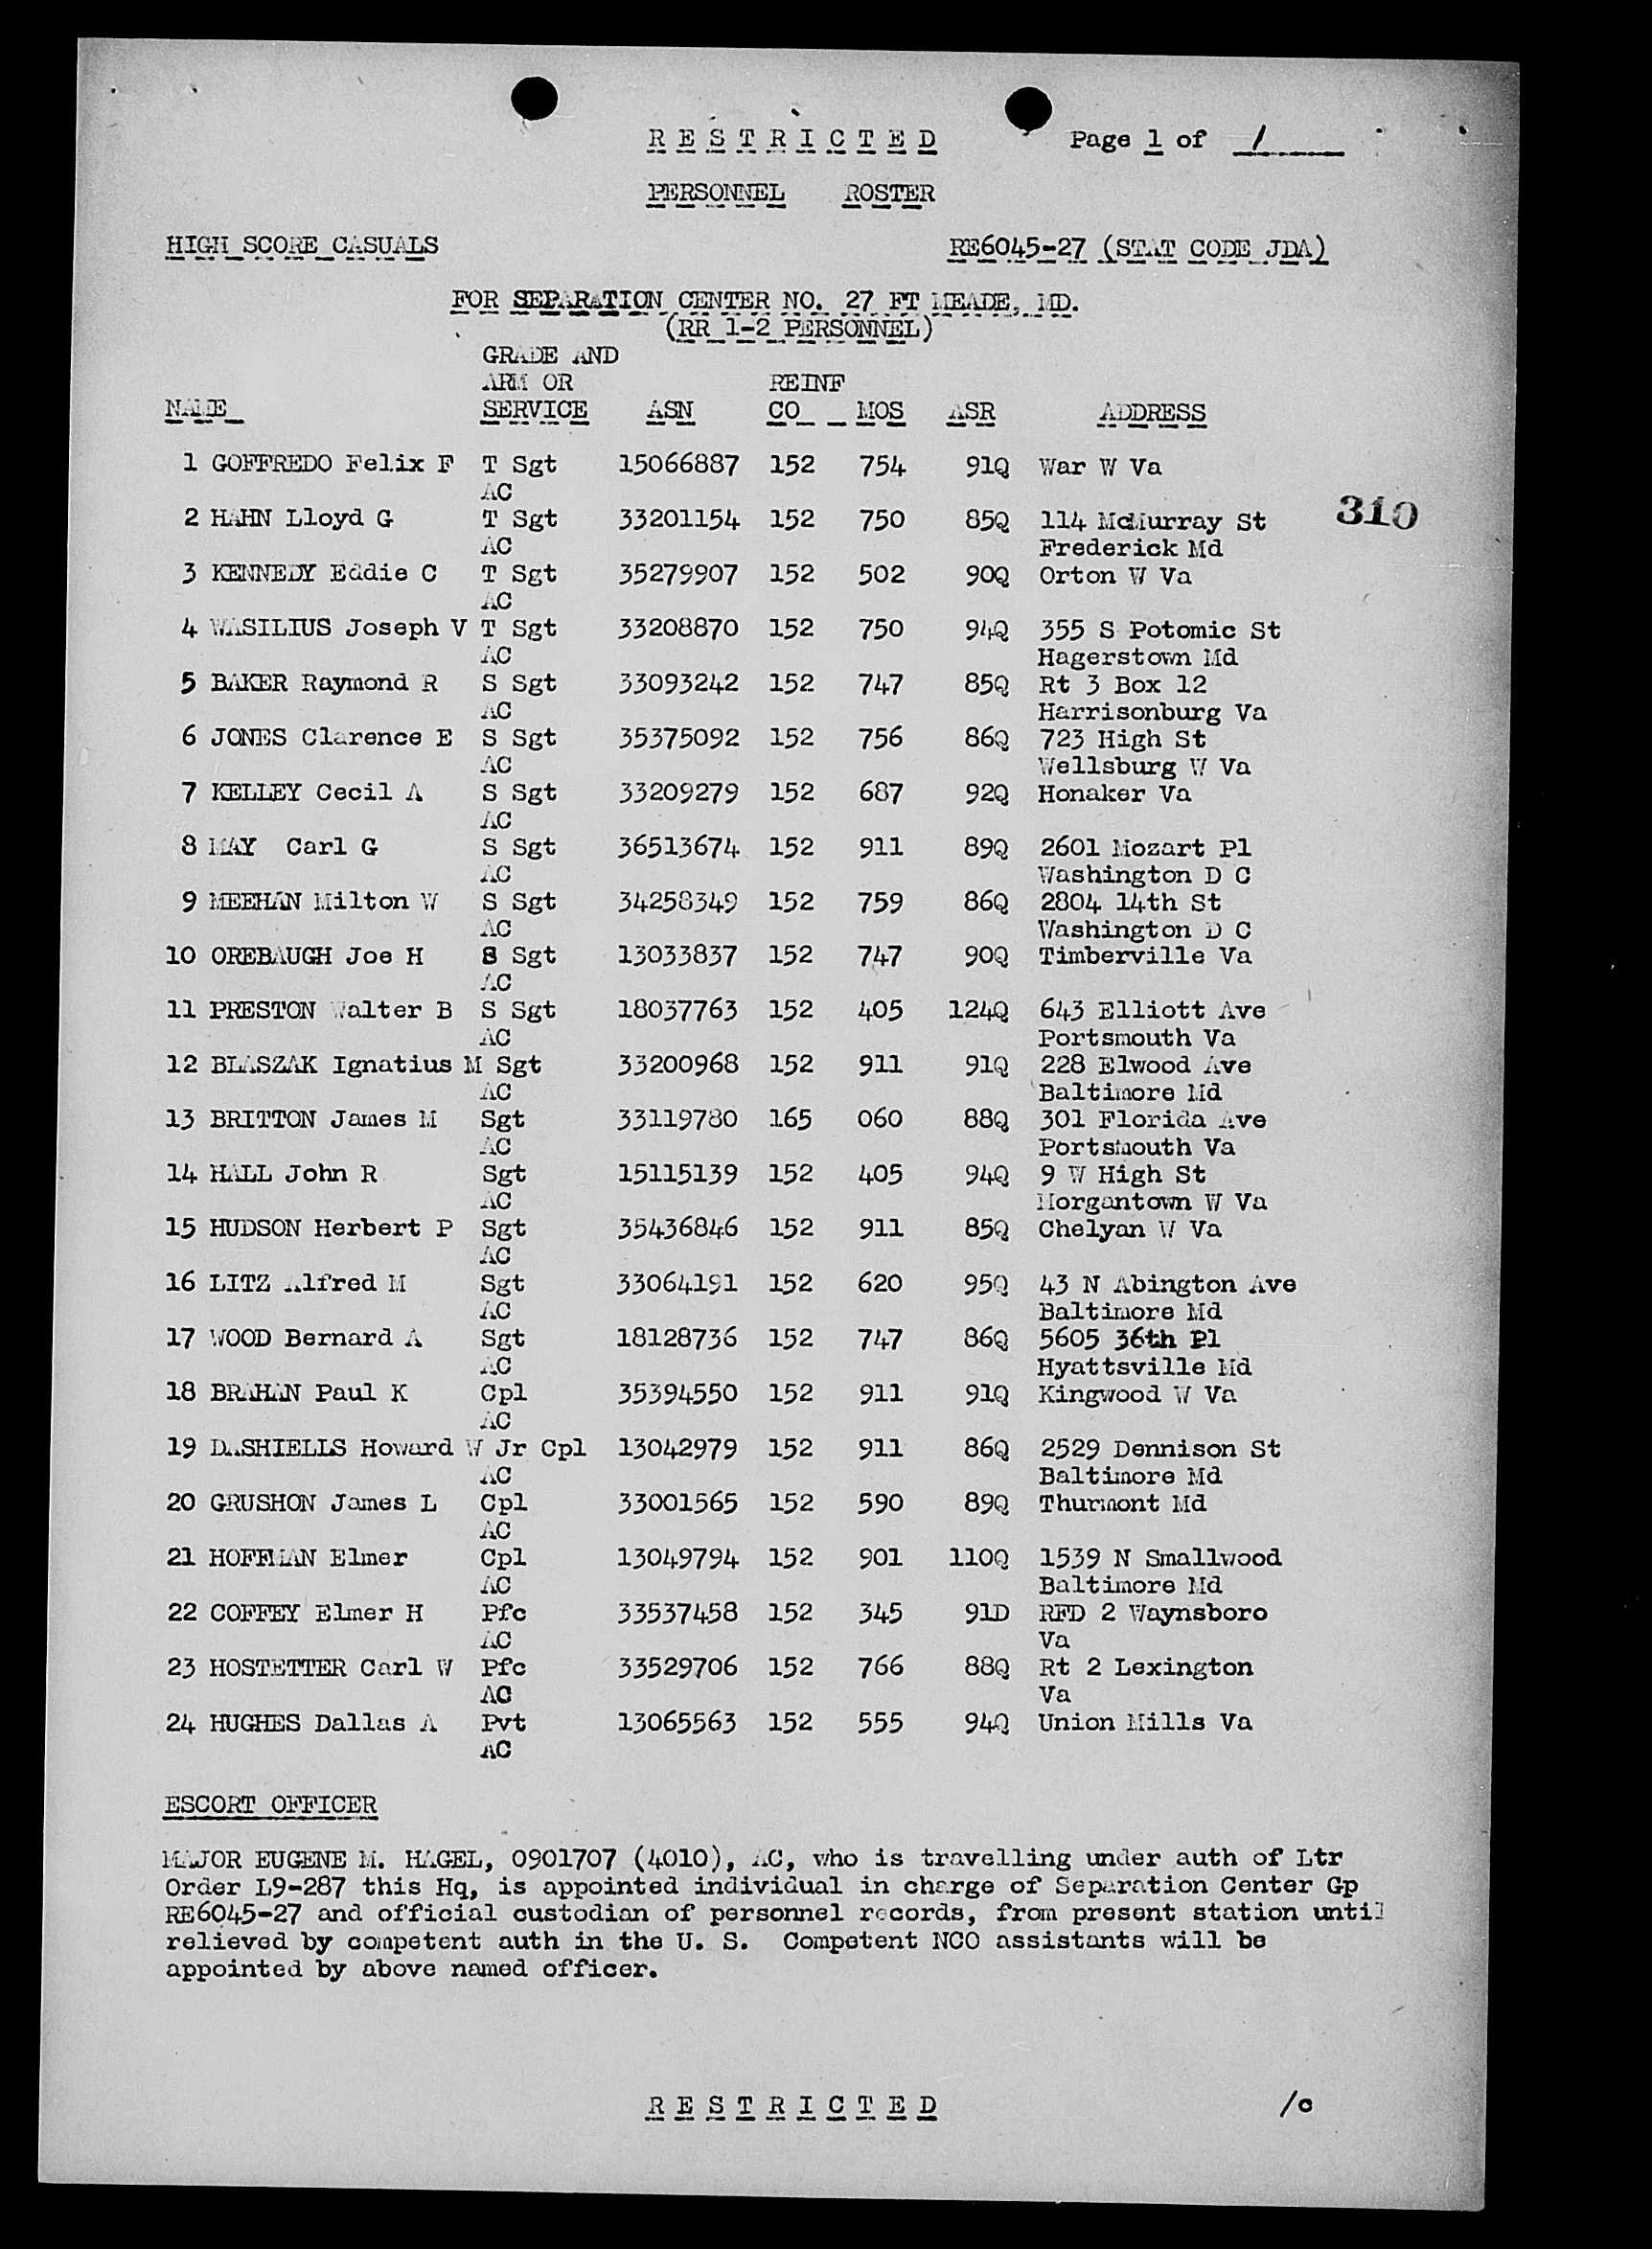 R E S T R I C T E D Page 1 of 1
PERSONNEL ROSTER
HIGH SCORE CASUALS RE6045-27 (STAT CODE JDA)
FOR SEPARATION CENTER NO. 27 FT MEADE, MD.
(RR 1-2 PERSONNEL)
GRADE AND
ARM OR REINF
NAME SERVICE ASN CO MOS ASR ADDRESS
1 GOFFREDO Felix F T Sgt 15066887 152 754 91Q War W Va
AC
310
2 HAHN Lloyd G T Sgt 33201154 152 750 85Q 114 McMurray St
AC Frederick Md
3 KENNEDY Eddie C T Sgt 35279907 152 502 90Q Orton W Va
AC
4 WASILIUS Joseph V T Sgt 33208870 152 750 94Q 355 S Potomic St
AC Hagerstown Md
5 BAKER Raymond R S Sgt 33093242 152 747 85Q Rt 3 Box 12
AC Harrisonburg Va
6 JONES Clarence E S Sgt 35375092 152 756 86Q 723 High St
AC Wellsburg W Va
7 KELLEY Cecil A S Sgt 33209279 152 687 92Q Honaker Va
AC
8 MAY Carl G S Sgt 36513674 152 911 89Q 2601 Mozart Pl
AC Washington D C
9 MEEHAN Milton W S Sgt 34258349 152 759 86Q 2804 14th St
AC Washington D C
10 OREBAUGH Joe H S Sgt 13033837 152 747 90Q Timberville Va
AC
11 PRESTON Walter B S Sgt 18037763 152 405 124Q 643 Elliott Ave
AC Portsmouth Va
12 BLASZAK Ignatius M Sgt 33200968 152 911 91Q 228 Elwood Ave
AC Baltimore Md
13 BRITTON James M Sgt 33119780 165 060 88Q 301 Florida Ave
AC Portsmouth Va
14 HALL John R Sgt 15115139 152 405 94Q 9 W High St
AC Morgantown W Va
15 HUDSON Herbert P Sgt 35436846 152 911 85Q Chelyan W Va
AC
16 LITZ Alfred M Sgt 33064191 152 620 95Q 43 N Abington Ave
AC Baltimore Md
17 WOOD Bernard A Sgt 18128736 152 747 86Q 5605 36th Pl
AC Hyattsville Md
18 BRAHAN Paul K Cpl 35394550 152 911 91Q Kingwood W Va
AC
19 DASHIELLS Howard W Jr Cpl 13042979 152 911 86Q 2529 Dennison St
AC Baltimore Md
20 GRUSHON James L Cpl 33001565 152 590 89Q Thurmont Md
AC
21 HOFFMAN Elmer Cpl 13049794 152 901 110Q 1539 N Smallwood
AC Baltimore Md
22 COFFEY Elmer H Pfc 33537458 152 345 91D RFD 2 Waynsboro
AC Va
23 HOSTETTER Carl W Pfc 33529706 152 766 88Q Rt 2 Lexington
AC Va
24 HUGHES Dallas A Pvt 13065563 152 555 94Q Union Mills Va
AC
ESCORT OFFICER
MAJOR EUGENE M. HAGEL, 0901707 (4010), AC, who is travelling under auth of Ltr
Order L9-287 this Hq, is appointed individual in charge of Separation Center Gp
RE6045-27 and official custodian of personnel records, from present station until
relieved by competent auth in the U. S. Competent NCO assistants will be
appointed by above named officer.
R E S T R I C T E D /c